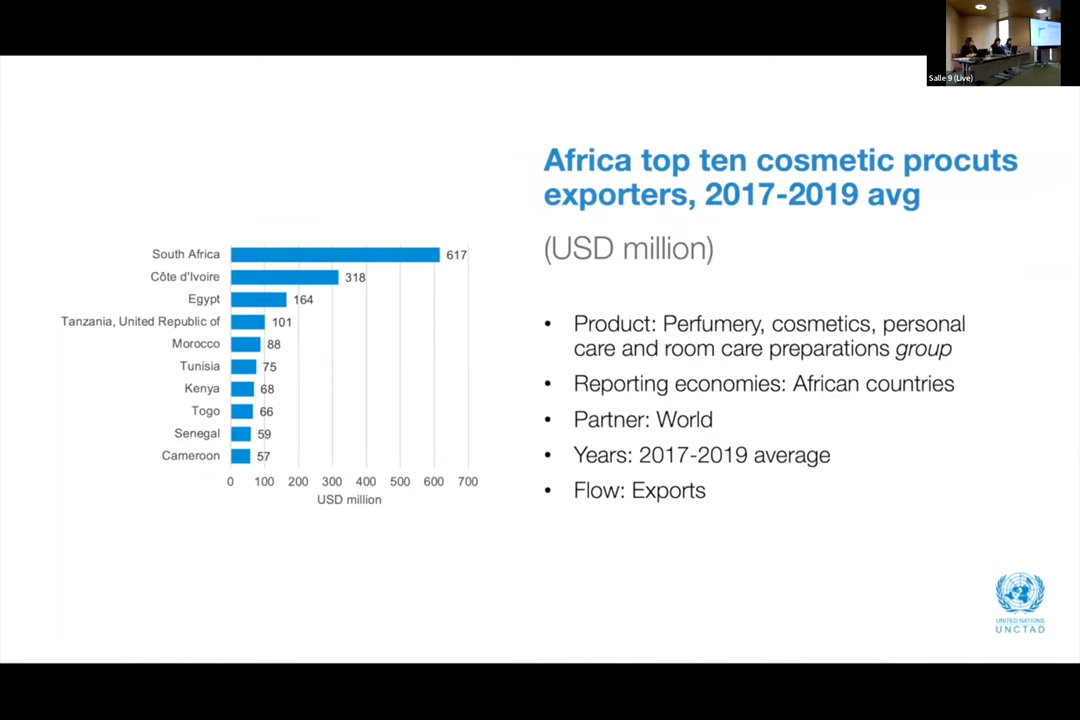 Salle 9 (Live)
Africa top ten cosmetic procuts
exporters, 2017-2019 avg
(USD million)
South Africa 617
Côte d'Ivoire 318
Egypt 164
Tanzania, United Republic of 101
Morocco 88
Tunisia 75
Kenya 68
Togo 66
Senegal 59
Cameroon 57
0 100 200 300 400 500 600 700
USD million
• Product: Perfumery, cosmetics, personal
care and room care preparations group
• Reporting economies: African countries
• Partner: World
• Years: 2017-2019 average
• Flow: Exports
UNITED NATIONS
UNCTAD